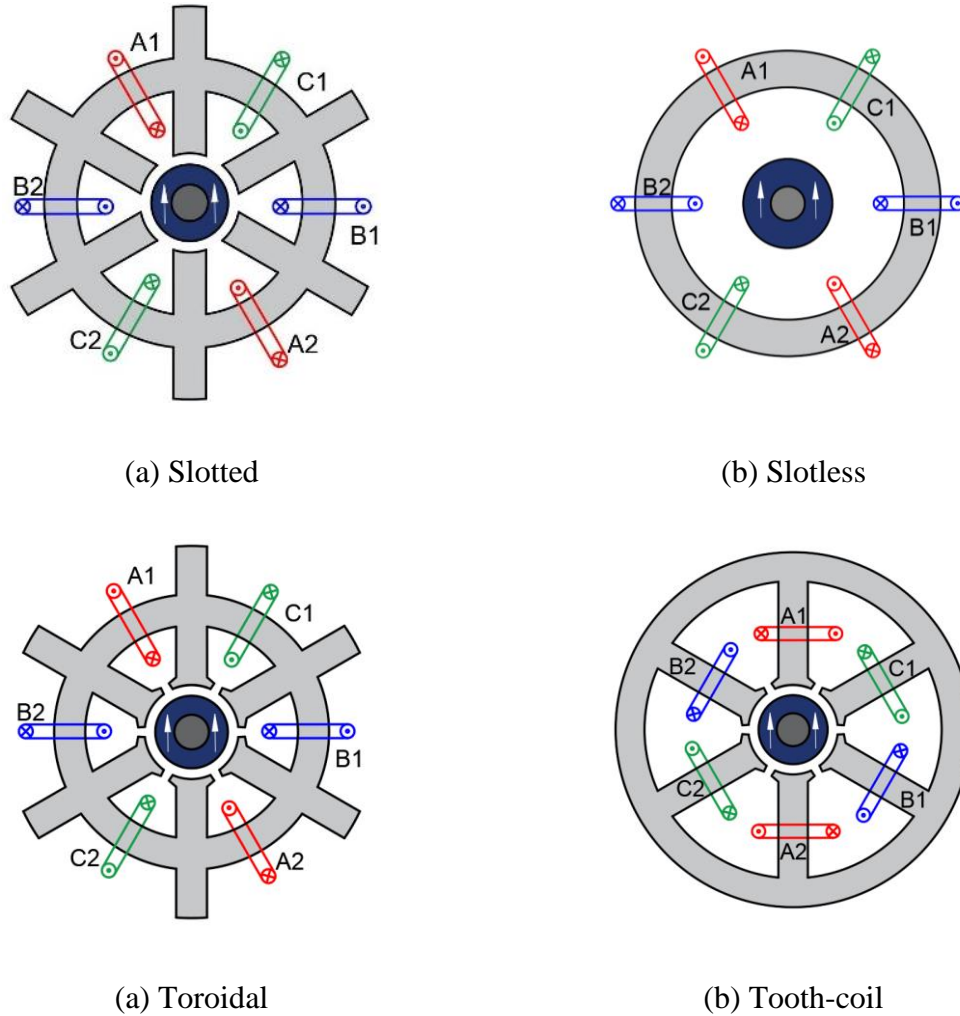 A1
C1
B2
B1
C2
A2
(a) Slotted
A1
C1
B2
B1
C2
A2
(b) Slotless
A1
C1
B2
B1
C2
A2
(a) Toroidal
A1
B2
C1
C2
B1
A2
(b) Tooth-coil